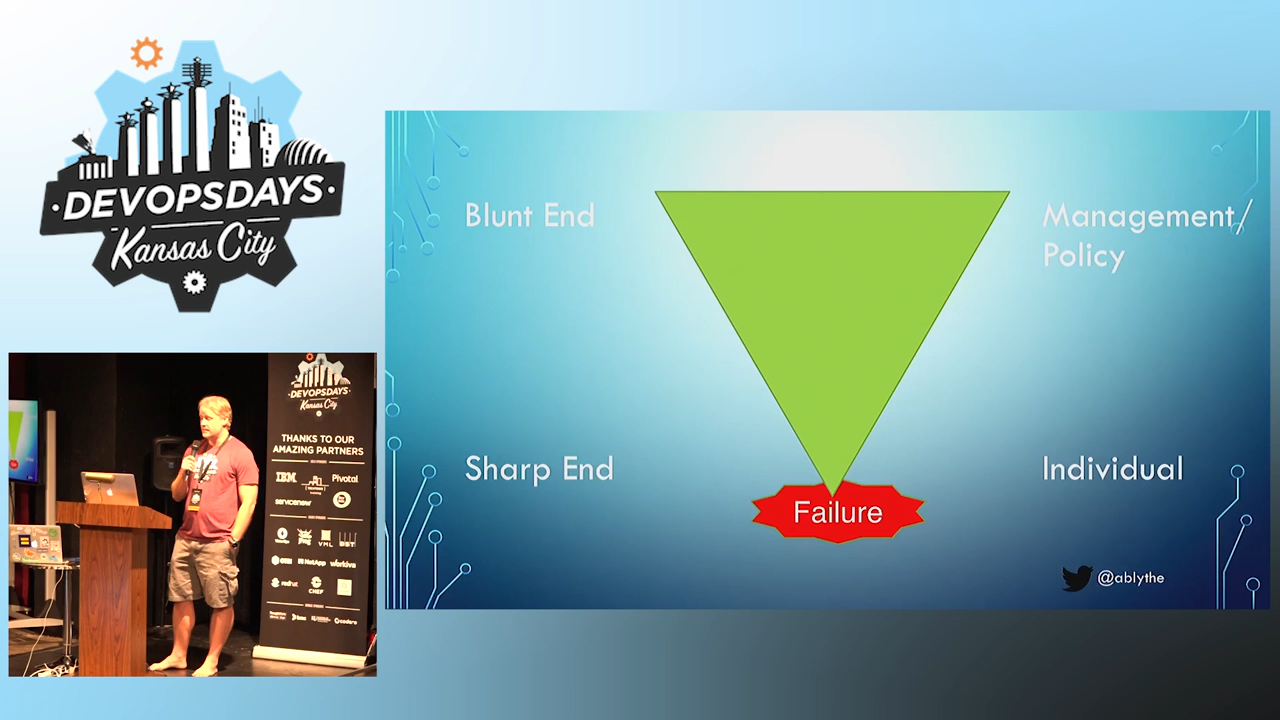 DEVOPSDAYS
Kansas City
Blunt End
Management/
Policy
Sharp End
Individual
Failure
@ablythe
DEVOPSDAYS
Kansas City
THANKS TO OUR
AMAZING PARTNERS
IBM
Pivotal
servicenow
VML
NetApp
workiva
redhat
CHEF